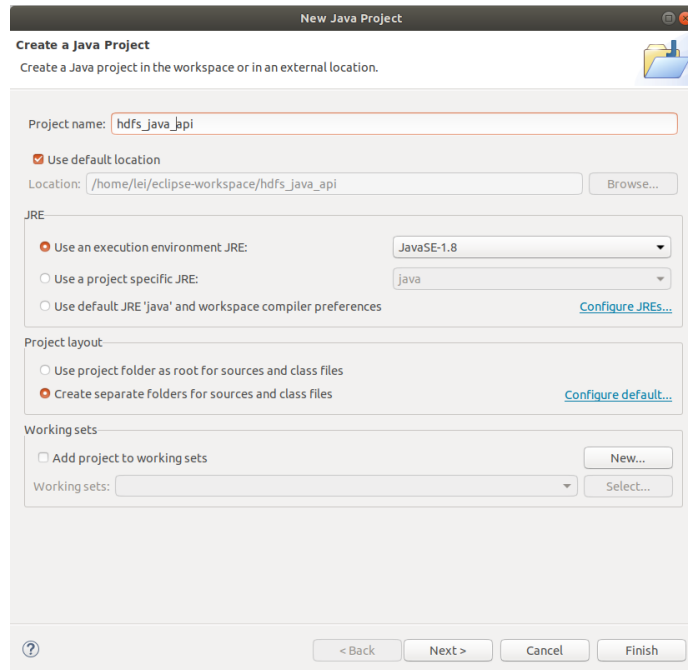 New Java Project
Create a Java Project
Create a Java project in the workspace or in an external location.
Project name: hdfs_java_api
Use default location
Location: /home/lei/eclipse-workspace/hdfs_java_api Browse...
JRE
Use an execution environment JRE: JavaSE-1.8
Use a project specific JRE: java
Use default JRE 'java' and workspace compiler preferences Configure JREs...
Project layout
Use project folder as root for sources and class files
Create separate folders for sources and class files Configure default...
Working sets
Add project to working sets New...
Working sets: Select...
? < Back Next > Cancel Finish